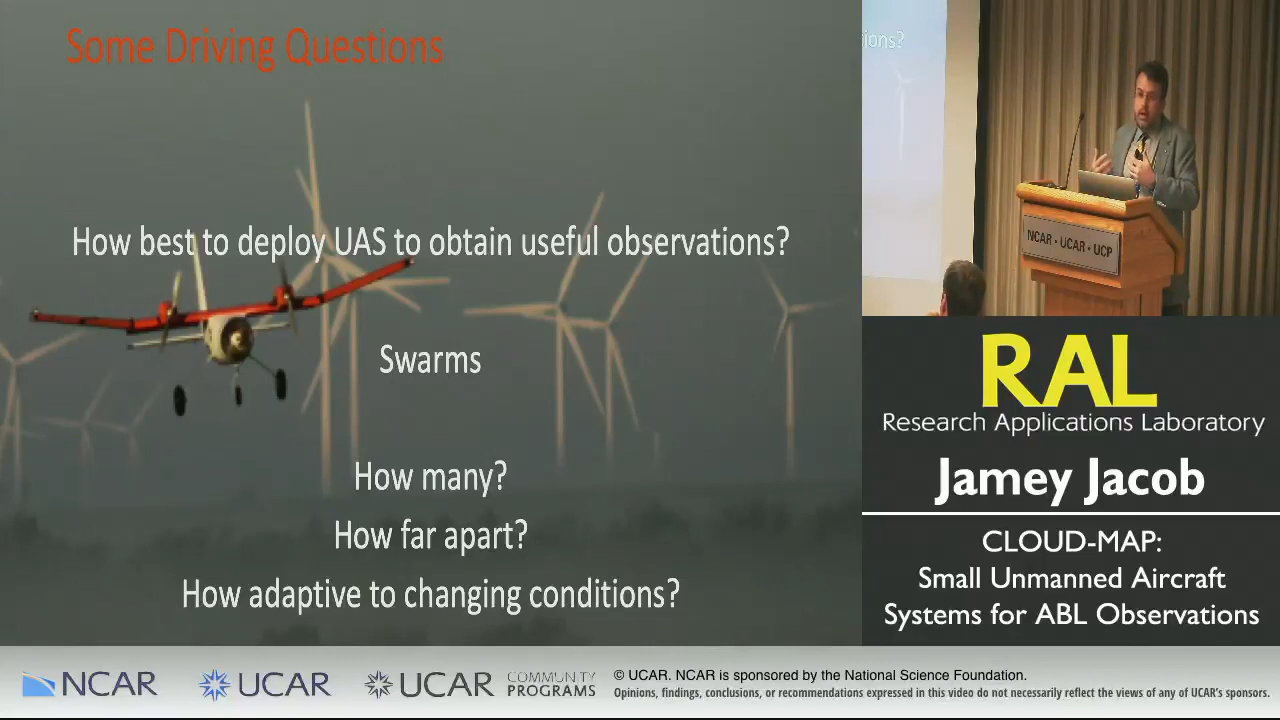 Some Driving Questions
How best to deploy UAS to obtain useful observations?
Swarms
How many?
How far apart?
How adaptive to changing conditions?
ions?
NCAR • UCAR • UCP
RAL
Research Applications Laboratory
Jamey Jacob
CLOUD-MAP:
Small Unmanned Aircraft
Systems for ABL Observations
NCAR
UCAR
UCAR COMMUNITY
PROGRAMS
© UCAR. NCAR is sponsored by the National Science Foundation.
Opinions, findings, conclusions, or recommendations expressed in this video do not necessarily reflect the views of any of UCAR's sponsors.